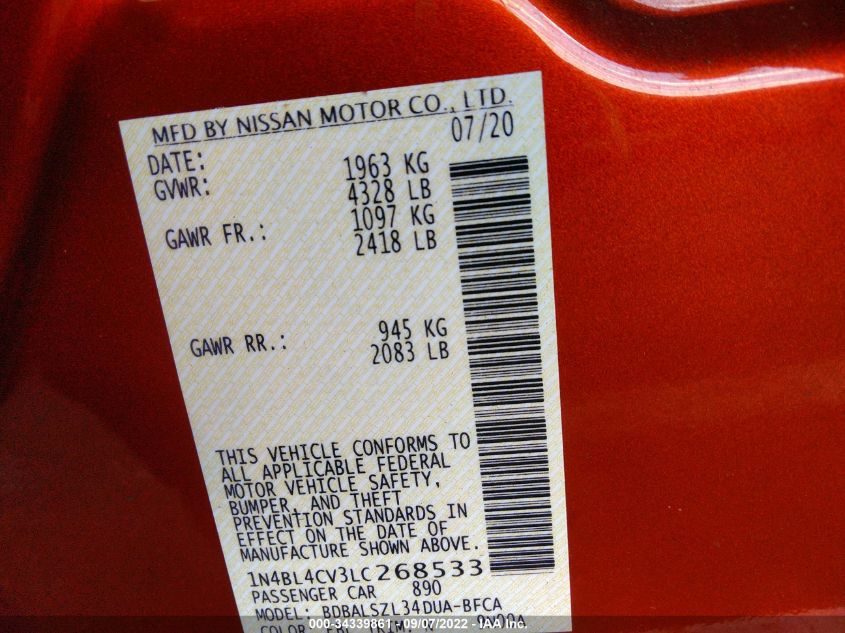 MFD BY NISSAN MOTOR CO., LTD.
DATE: 07/20
GVWR: 1963 KG
4328 LB
GAWR FR.: 1097 KG
2418 LB
GAWR RR.: 945 KG
2083 LB
THIS VEHICLE CONFORMS TO
ALL APPLICABLE FEDERAL
MOTOR VEHICLE SAFETY,
BUMPER, AND THEFT
PREVENTION STANDARDS IN
EFFECT ON THE DATE OF
MANUFACTURE SHOWN ABOVE.
1N4BL4CV3LC268533
PASSENGER CAR 890
MODEL: BDBALSZL34DUA-BFCA
COLOR: TRIM:
000-34339861 - 09/07/2022 - IAA Inc.